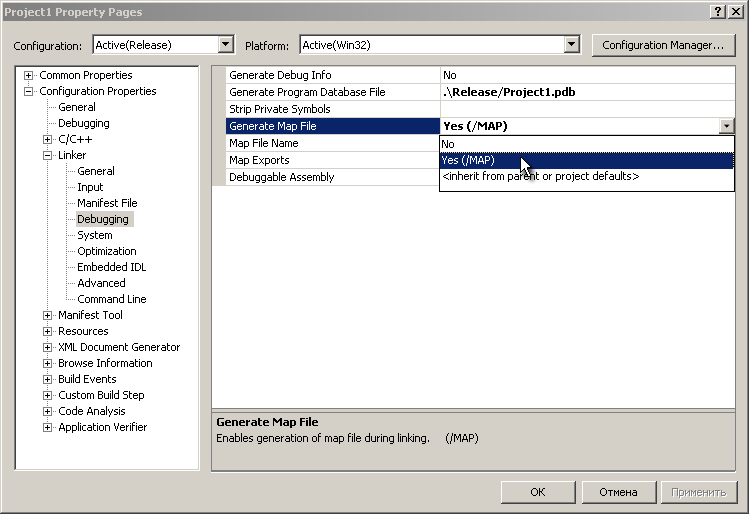 Project1 Property Pages
Configuration: Active(Release) Platform: Active(Win32) Configuration Manager...
Common Properties
Configuration Properties
General
Debugging
C/C++
Linker
General
Input
Manifest File
Debugging
System
Optimization
Embedded IDL
Advanced
Command Line
Manifest Tool
Resources
XML Document Generator
Browse Information
Build Events
Custom Build Step
Code Analysis
Application Verifier
Generate Debug Info No
Generate Program Database File .\Release/Project1.pdb
Strip Private Symbols
Generate Map File Yes (/MAP)
Map File Name
Map Exports
Debuggable Assembly
No
Yes (/MAP)
<inherit from parent or project defaults>
Generate Map File
Enables generation of map file during linking. (/MAP)
OK Отмена Применить